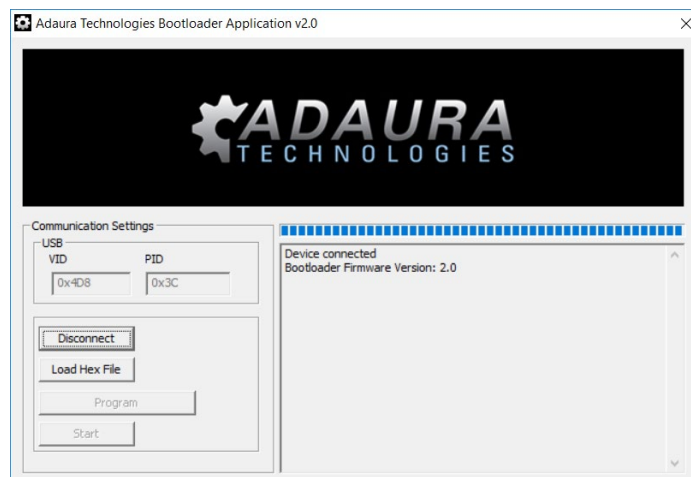 Adaura Technologies Bootloader Application v2.0
ADAURA
TECHNOLOGIES
Communication Settings
USB
VID PID
0x4D8 0x3C
Disconnect
Load Hex File
Program
Start
Device connected
Bootloader Firmware Version: 2.0